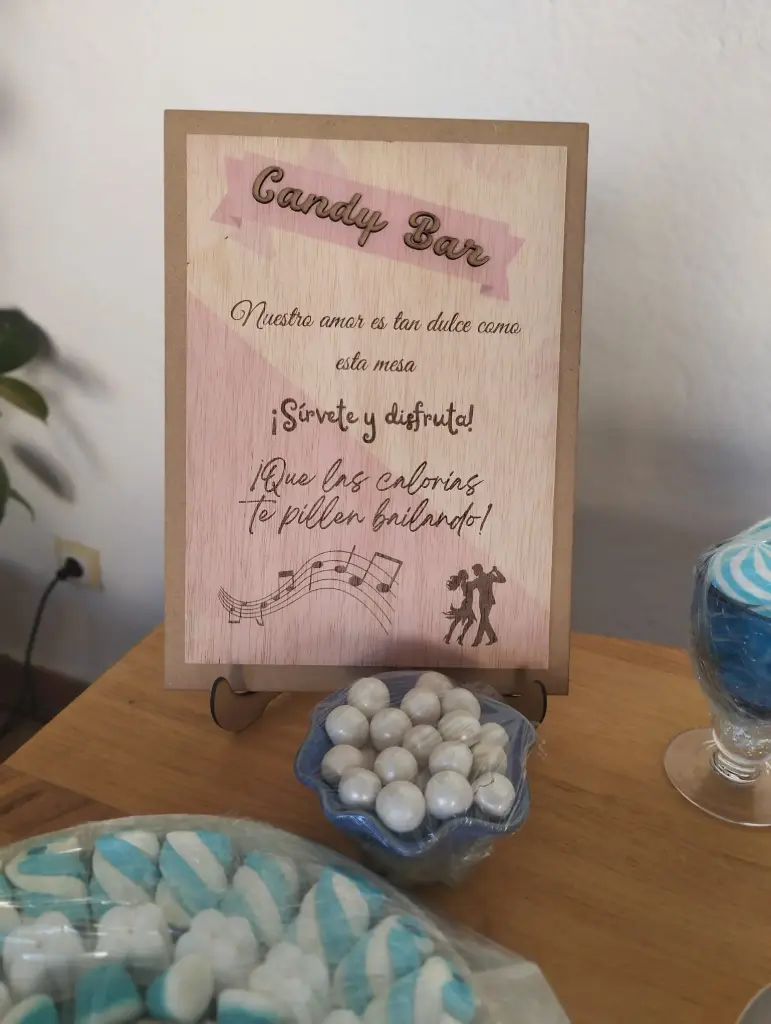 Candy Bar
Nuestro amor es tan dulce como
esta mesa
¡Sírvete y disfruta!
¡Que las calorías
te pillen bailando!